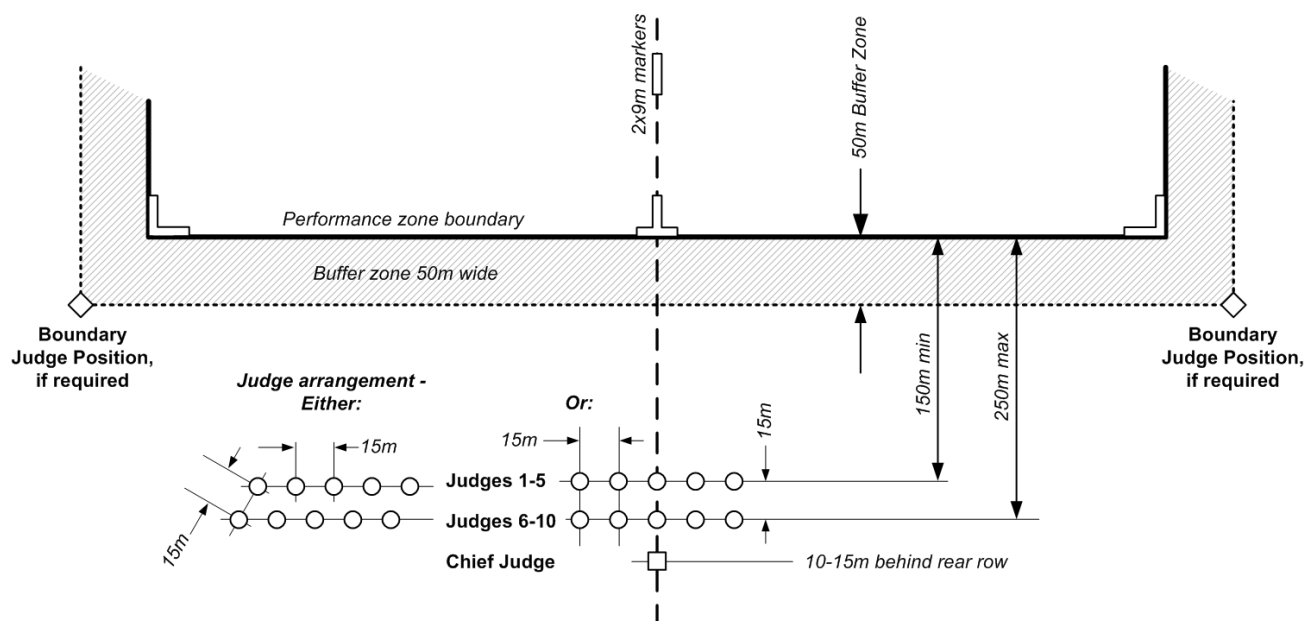 2x9m markers
50m Buffer Zone
Performance zone boundary
Buffer zone 50m wide
Boundary
Judge Position,
if required
Boundary
Judge Position,
if required
150m min
250m max
Judge arrangement -
Either:
Or:
15m
15m
15m
15m
Judges 1-5
Judges 6-10
Chief Judge
10-15m behind rear row